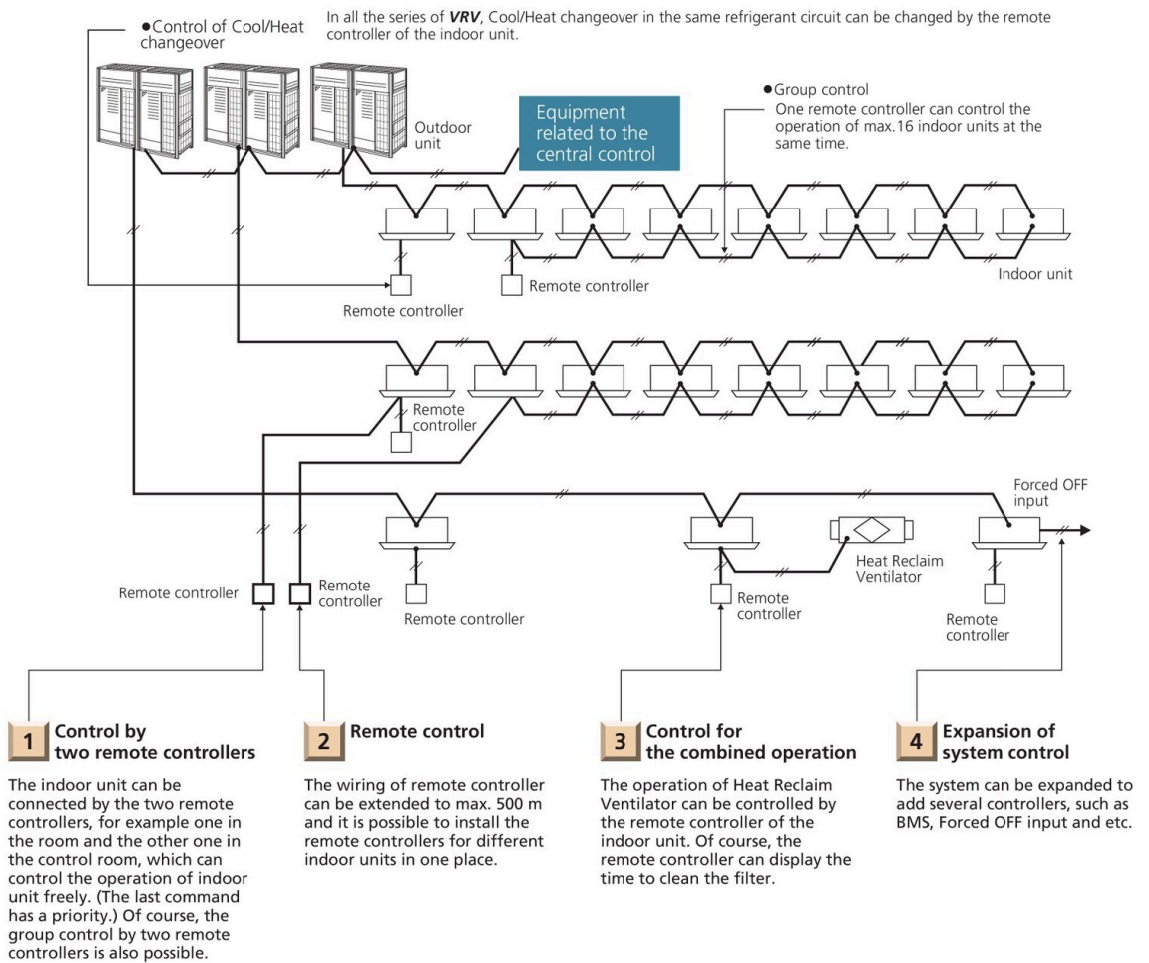 ●Control of Cool/Heat
changeover
In all the series of VRV, Cool/Heat changeover in the same refrigerant circuit can be changed by the remote
controller of the indoor unit.
Outdoor
unit
Equipment
related to the
central control
●Group control
One remote controller can control the
operation of max.16 indoor units at the
same time.
Indoor unit
Remote controller
Remote controller
Remote
controller
Forced OFF
input
Heat Reclaim
Ventilator
Remote controller
Remote
controller
Remote controller
Remote
controller
Remote
controller
1
Control by
two remote controllers
The indoor unit can be
connected by the two remote
controllers, for example one in
the room and the other one in
the control room, which can
control the operation of indoor
unit freely. (The last command
has a priority.) Of course, the
group control by two remote
controllers is also possible.
2
Remote control
The wiring of remote controller
can be extended to max. 500 m
and it is possible to install the
remote controllers for different
indoor units in one place.
3
Control for
the combined operation
The operation of Heat Reclaim
Ventilator can be controlled by
the remote controller of the
indoor unit. Of course, the
remote controller can display the
time to clean the filter.
4
Expansion of
system control
The system can be expanded to
add several controllers, such as
BMS, Forced OFF input and etc.